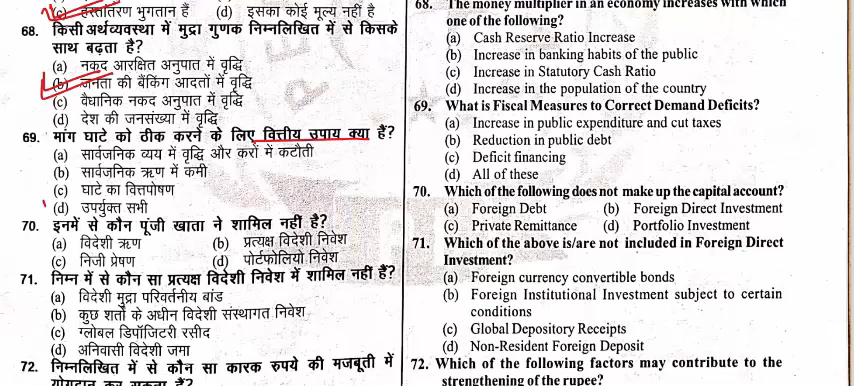 (c) हस्तांतरण भुगतान हैं (d) इसका कोई मूल्य नहीं है
68. किसी अर्थव्यवस्था में मुद्रा गुणक निम्नलिखित में से किसके
साथ बढ़ता है?
(a) नकद आरक्षित अनुपात में वृद्धि
(b) जनता की बैंकिंग आदतों में वृद्धि
(c) वैधानिक नकद अनुपात में वृद्धि
(d) देश की जनसंख्या में वृद्धि
69. मांग घाटे को ठीक करने के लिए वित्तीय उपाय क्या हैं?
(a) सार्वजनिक व्यय में वृद्धि और करों में कटौती
(b) सार्वजनिक ऋण में कमी
(c) घाटे का वित्तपोषण
(d) उपर्युक्त सभी
70. इनमें से कौन पूंजी खाता ने शामिल नहीं है?
(a) विदेशी ऋण (b) प्रत्यक्ष विदेशी निवेश
(c) निजी प्रेषण (d) पोर्टफोलियो निवेश
71. निम्न में से कौन सा प्रत्यक्ष विदेशी निवेश में शामिल नहीं हैं?
(a) विदेशी मुद्रा परिवर्तनीय बांड
(b) कुछ शर्तों के अधीन विदेशी संस्थागत निवेश
(c) ग्लोबल डिपॉजिटरी रसीद
(d) अनिवासी विदेशी जमा
72. निम्नलिखित में से कौन सा कारक रुपये की मजबूती में
योगदान कर सकता है?
68. The money multiplier in an economy increases with which
one of the following?
(a) Cash Reserve Ratio Increase
(b) Increase in banking habits of the public
(c) Increase in Statutory Cash Ratio
(d) Increase in the population of the country
69. What is Fiscal Measures to Correct Demand Deficits?
(a) Increase in public expenditure and cut taxes
(b) Reduction in public debt
(c) Deficit financing
(d) All of these
70. Which of the following does not make up the capital account?
(a) Foreign Debt (b) Foreign Direct Investment
(c) Private Remittance (d) Portfolio Investment
71. Which of the above is/are not included in Foreign Direct
Investment?
(a) Foreign currency convertible bonds
(b) Foreign Institutional Investment subject to certain
conditions
(c) Global Depository Receipts
(d) Non-Resident Foreign Deposit
72. Which of the following factors may contribute to the
strengthening of the rupee?